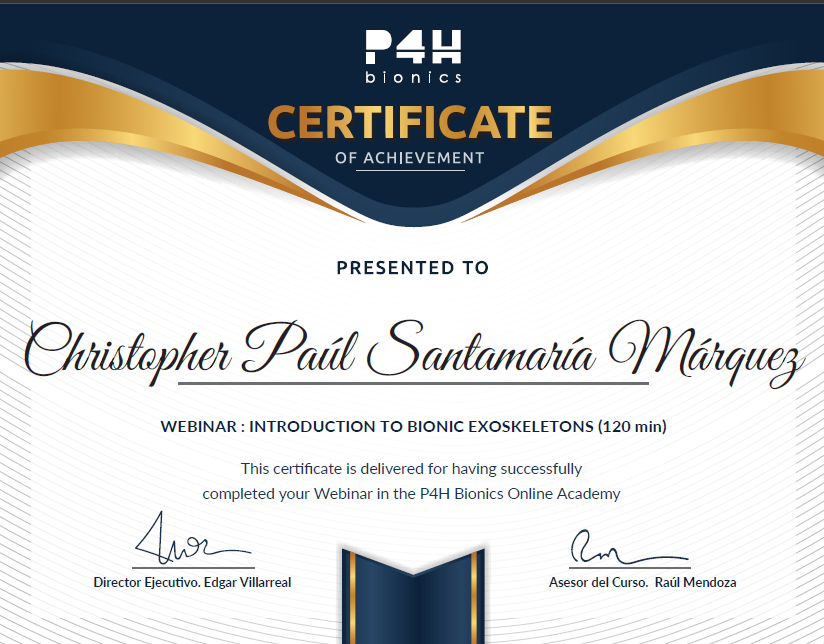 P4H
bionics
CERTIFICATE
OF ACHIEVEMENT
PRESENTED TO
Christopher Paúl Santamaría Márquez
WEBINAR : INTRODUCTION TO BIONIC EXOSKELETONS (120 min)
This certificate is delivered for having successfully
completed your Webinar in the P4H Bionics Online Academy
Director Ejecutivo. Edgar Villarreal
Asesor del Curso.  Raúl Mendoza